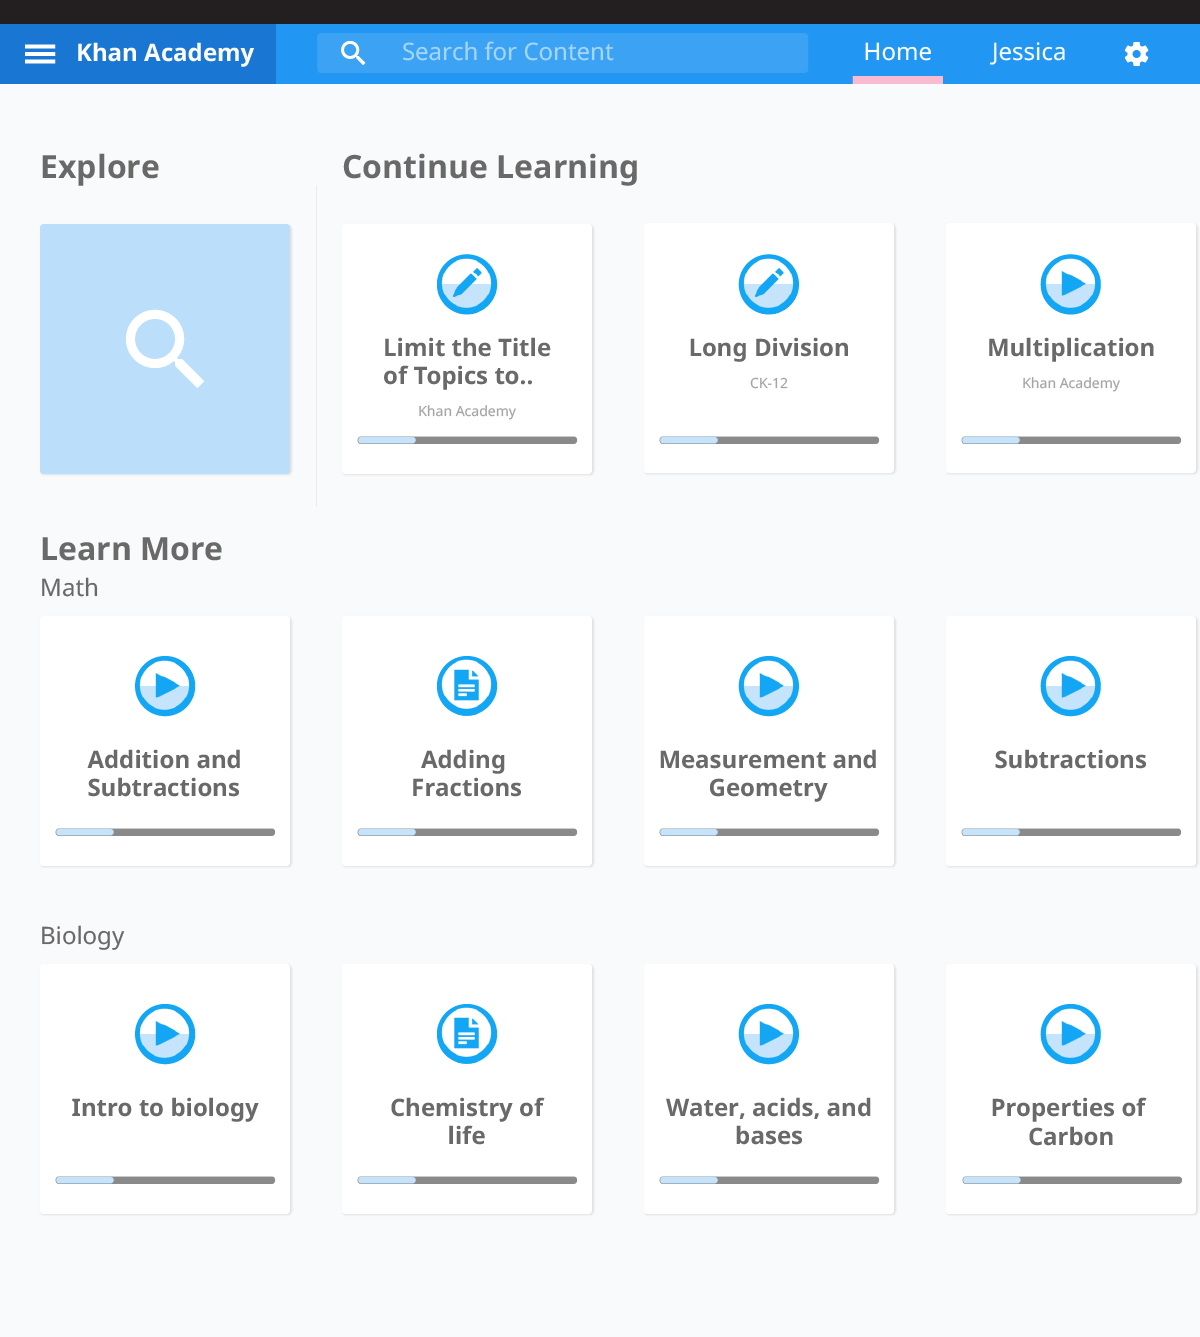 Khan Academy
Search for Content
Home
Jessica
Explore
Continue Learning
Limit the Title
of Topics to..
Khan Academy
Long Division
CK-12
Multiplication
Khan Academy
Learn More
Math
Addition and
Subtractions
Adding
Fractions
Measurement and
Geometry
Subtractions
Biology
Intro to biology
Chemistry of
life
Water, acids, and
bases
Properties of
Carbon